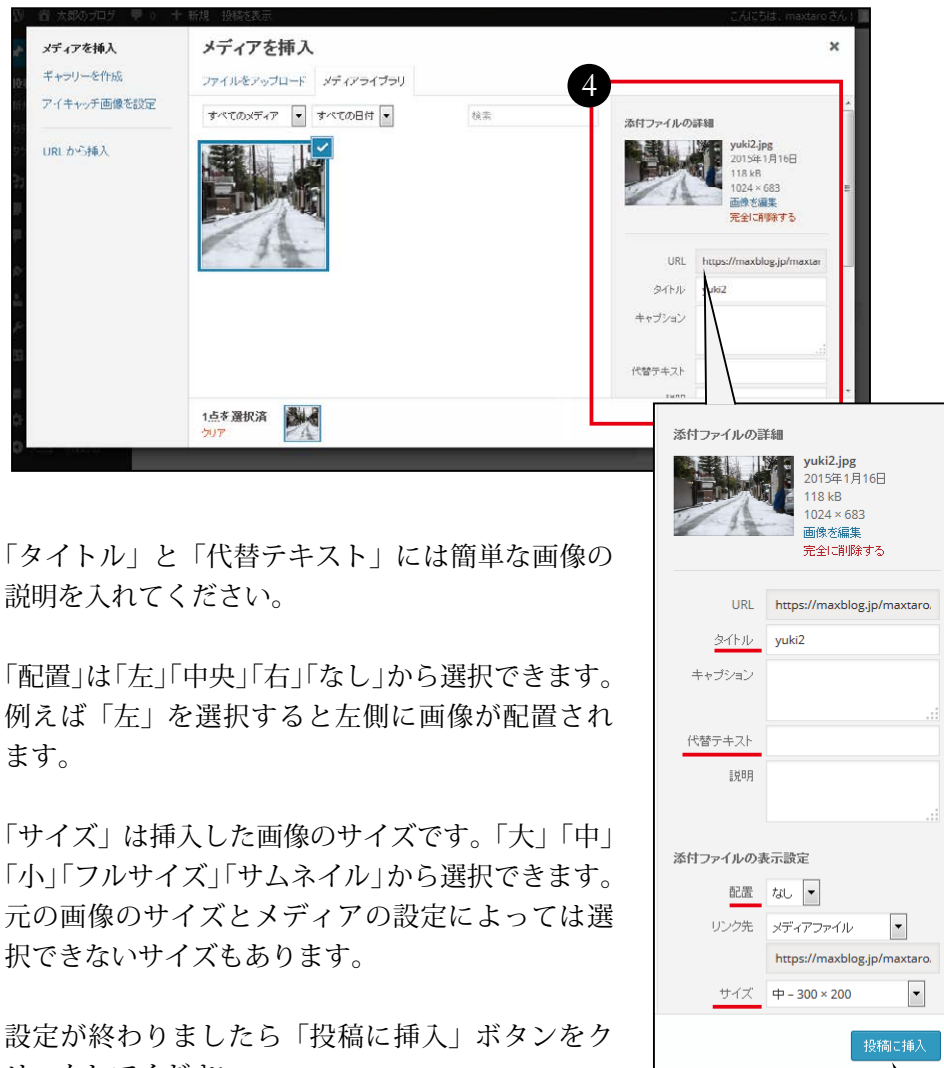 太郎のブログ 0 + 新規 投稿を表示 こんにちは、maxtaroさん！
メディアを挿入
ギャラリーを作成
アイキャッチ画像を設定
URL から挿入
メディアを挿入 ×
ファイルをアップロード メディアライブラリ
すべてのメディア すべての日付 検索
4
添付ファイルの詳細
yuki2.jpg
2015年1月16日
118 kB
1024 × 683
画像を編集
完全に削除する
URL https://maxblog.jp/maxtar
タイトル yuki2
キャプション
代替テキスト
1点を選択済
クリア
添付ファイルの詳細
yuki2.jpg
2015年1月16日
118 kB
1024 × 683
画像を編集
完全に削除する
URL https://maxblog.jp/maxtaro.
タイトル yuki2
キャプション
代替テキスト
説明
添付ファイルの表示設定
配置 なし
リンク先 メディアファイル
https://maxblog.jp/maxtaro.
サイズ 中 – 300 × 200
投稿に挿入
「タイトル」と「代替テキスト」には簡単な画像の
説明を入れてください。
「配置」は「左」「中央」「右」「なし」から選択できます。
例えば「左」を選択すると左側に画像が配置され
ます。
「サイズ」は挿入した画像のサイズです。「大」「中」
「小」「フルサイズ」「サムネイル」から選択できます。
元の画像のサイズとメディアの設定によっては選
択できないサイズもあります。
設定が終わりましたら「投稿に挿入」ボタンをク